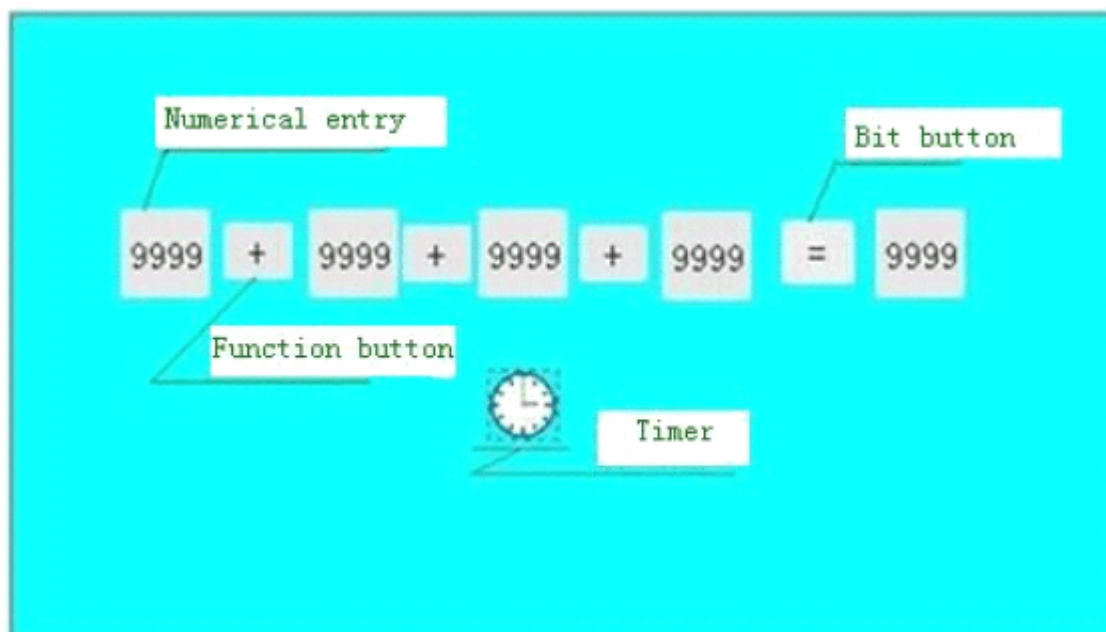 Numerical entry
Bit button
9999 + 9999 + 9999 + 9999 = 9999
Function button
Timer